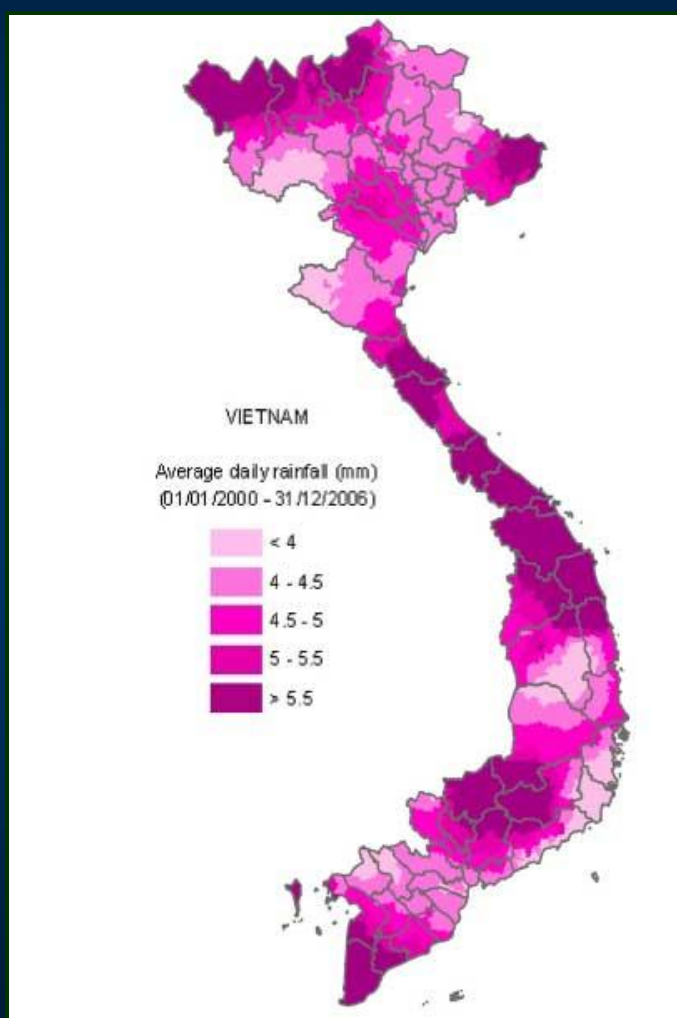 VIETNAM
Average daily rainfall (mm)
(01/01/2000 - 31/12/2006)
< 4
4 - 4.5
4.5 - 5
5 - 5.5
> 5.5